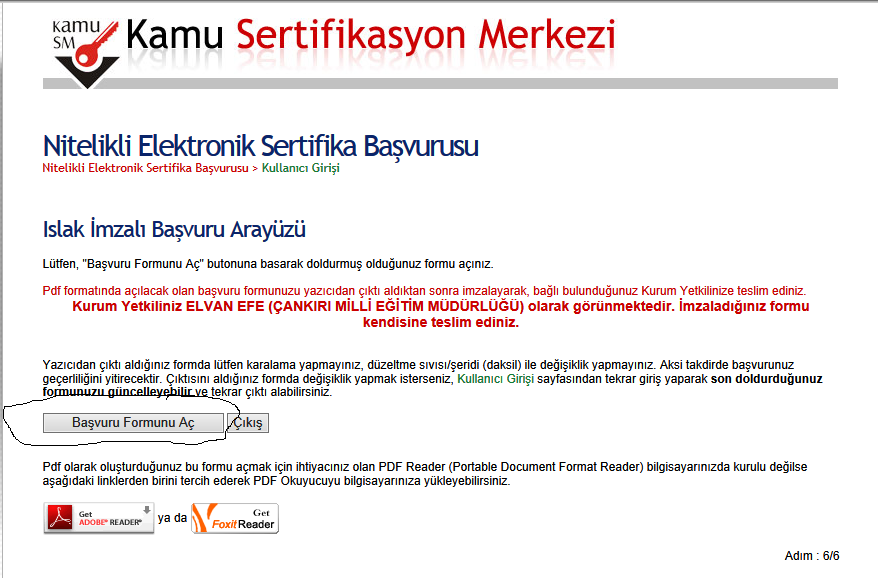 kamu
SM
Kamu Sertifikasyon Merkezi
Nitelikli Elektronik Sertifika Başvurusu
Nitelikli Elektronik Sertifika Başvurusu > Kullanıcı Girişi
Islak İmzalı Başvuru Arayüzü
Lütfen, "Başvuru Formunu Aç" butonuna basarak doldurmuş olduğunuz formu açınız.
Pdf formatında açılacak olan başvuru formunuzu yazıcıdan çıktı aldıktan sonra imzalayarak, bağlı bulunduğunuz Kurum Yetkilinize teslim ediniz.
Kurum Yetkiliniz ELVAN EFE (ÇANKIRI MİLLİ EĞİTİM MÜDÜRLÜĞÜ) olarak görünmektedir. İmzaladığınız formu
kendisine teslim ediniz.
Yazıcıdan çıktı aldığınız formda lütfen karalama yapmayınız, düzeltme sıvısı/şeridi (daksil) ile değişiklik yapmayınız. Aksi takdirde başvurunuz
geçerliliğini yitirecektir. Çıktısını aldığınız formda değişiklik yapmak isterseniz, Kullanıcı Girişi sayfasından tekrar giriş yaparak son doldurduğunuz
formunuzu güncelleyebilir ve tekrar çıktı alabilirsiniz.
Başvuru Formunu Aç Çıkış
Pdf olarak oluşturduğunuz bu formu açmak için ihtiyacınız olan PDF Reader (Portable Document Format Reader) bilgisayarınızda kurulu değilse
aşağıdaki linklerden birini tercih ederek PDF Okuyucuyu bilgisayarınıza yükleyebilirsiniz.
Get
ADOBE® READER® ya da Get
Foxit Reader
Adım : 6/6